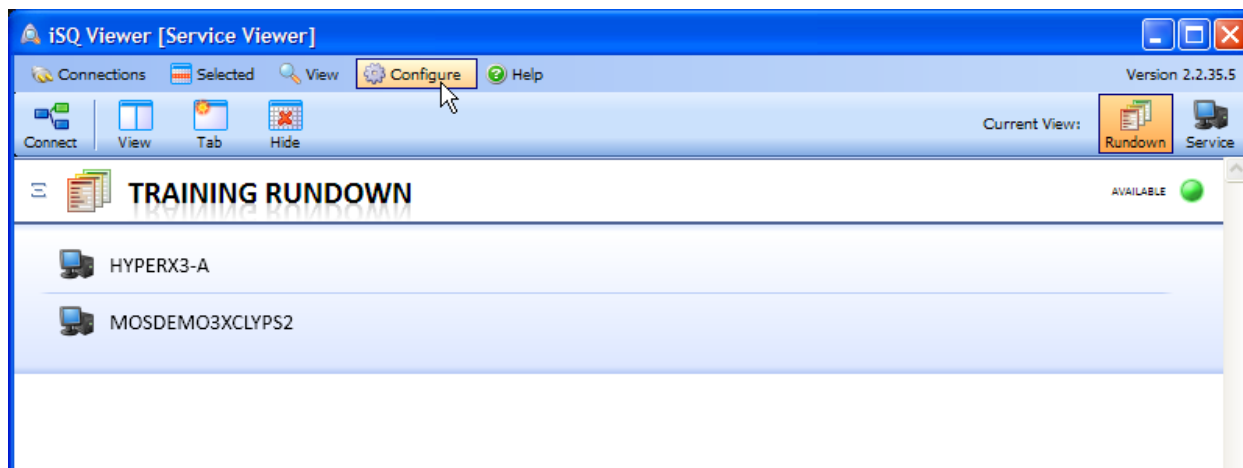 iSQ Viewer [Service Viewer]
Connections Selected View Configure Help Version 2.2.35.5
Connect View Tab Hide Current View: Rundown Service
TRAINING RUNDOWN AVAILABLE
HYPERX3-A
MOSDEMO3XCLYPS2